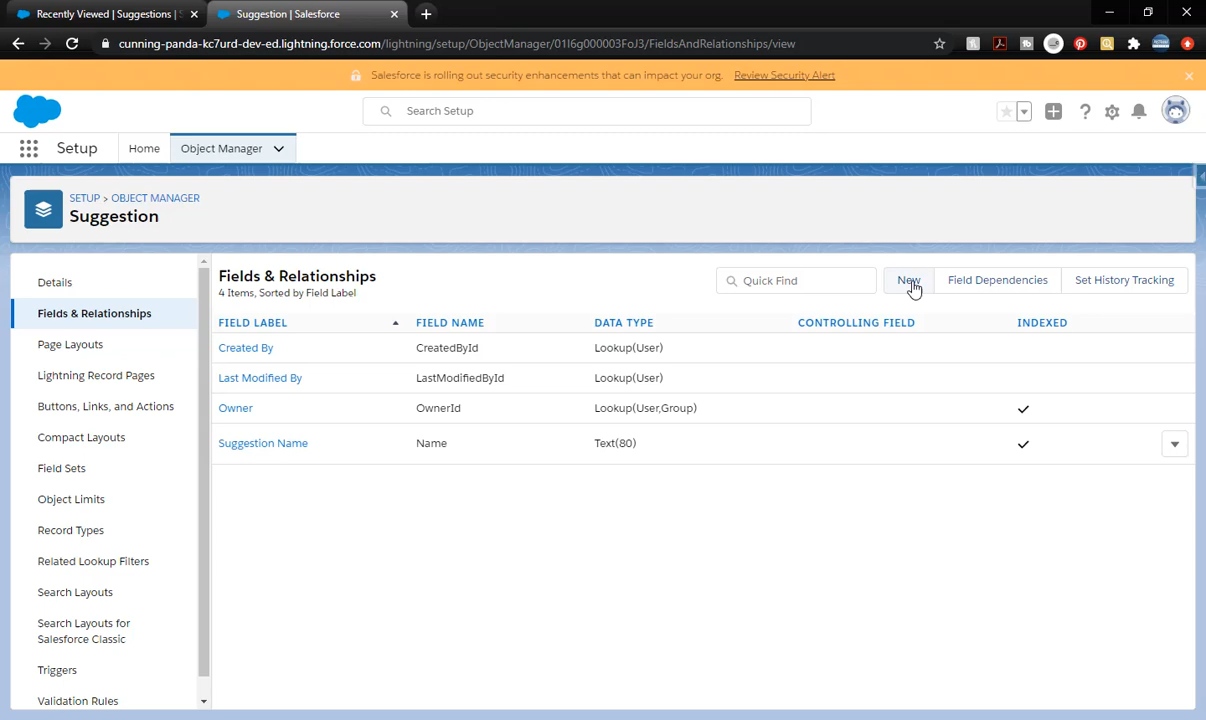 Recently Viewed | Suggestions | S
Suggestion | Salesforce
cunning-panda-kc7urd-dev-ed.lightning.force.com/lightning/setup/ObjectManager/01I6g000003FoJ3/FieldsAndRelationships/view
Salesforce is rolling out security enhancements that can impact your org. Review Security Alert
Search Setup
Setup
Home
Object Manager
SETUP > OBJECT MANAGER
Suggestion
Details
Fields & Relationships
Page Layouts
Lightning Record Pages
Buttons, Links, and Actions
Compact Layouts
Field Sets
Object Limits
Record Types
Related Lookup Filters
Search Layouts
Search Layouts for
Salesforce Classic
Triggers
Validation Rules
Fields & Relationships
4 Items, Sorted by Field Label
Quick Find
New
Field Dependencies
Set History Tracking
FIELD LABEL FIELD NAME DATA TYPE CONTROLLING FIELD INDEXED
Created By CreatedById Lookup(User)
Last Modified By LastModifiedById Lookup(User)
Owner OwnerId Lookup(User,Group)
Suggestion Name Name Text(80)